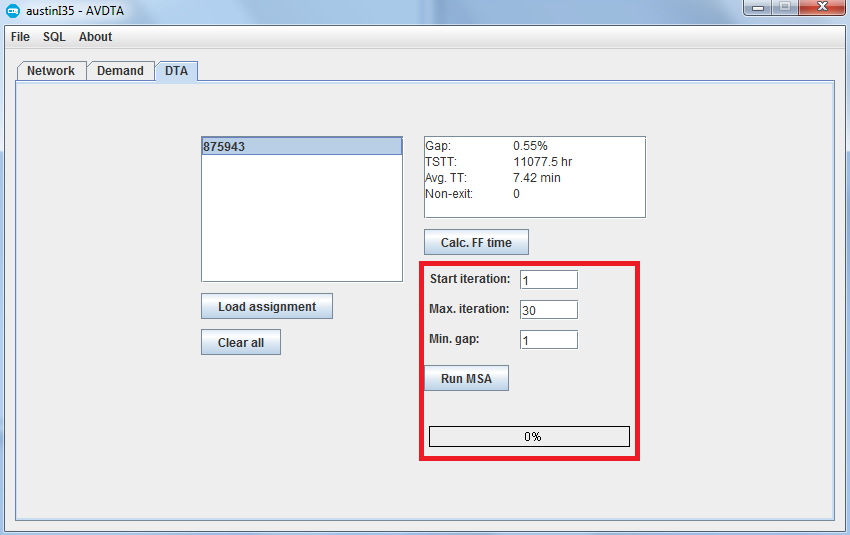 austinI35 - AVDTA
File SQL About
Network Demand DTA
875943
Gap: 0.55%
TSTT: 11077.5 hr
Avg. TT: 7.42 min
Non-exit: 0
Calc. FF time
Start iteration: 1
Load assignment
Max. iteration: 30
Clear all
Min. gap: 1
Run MSA
0%